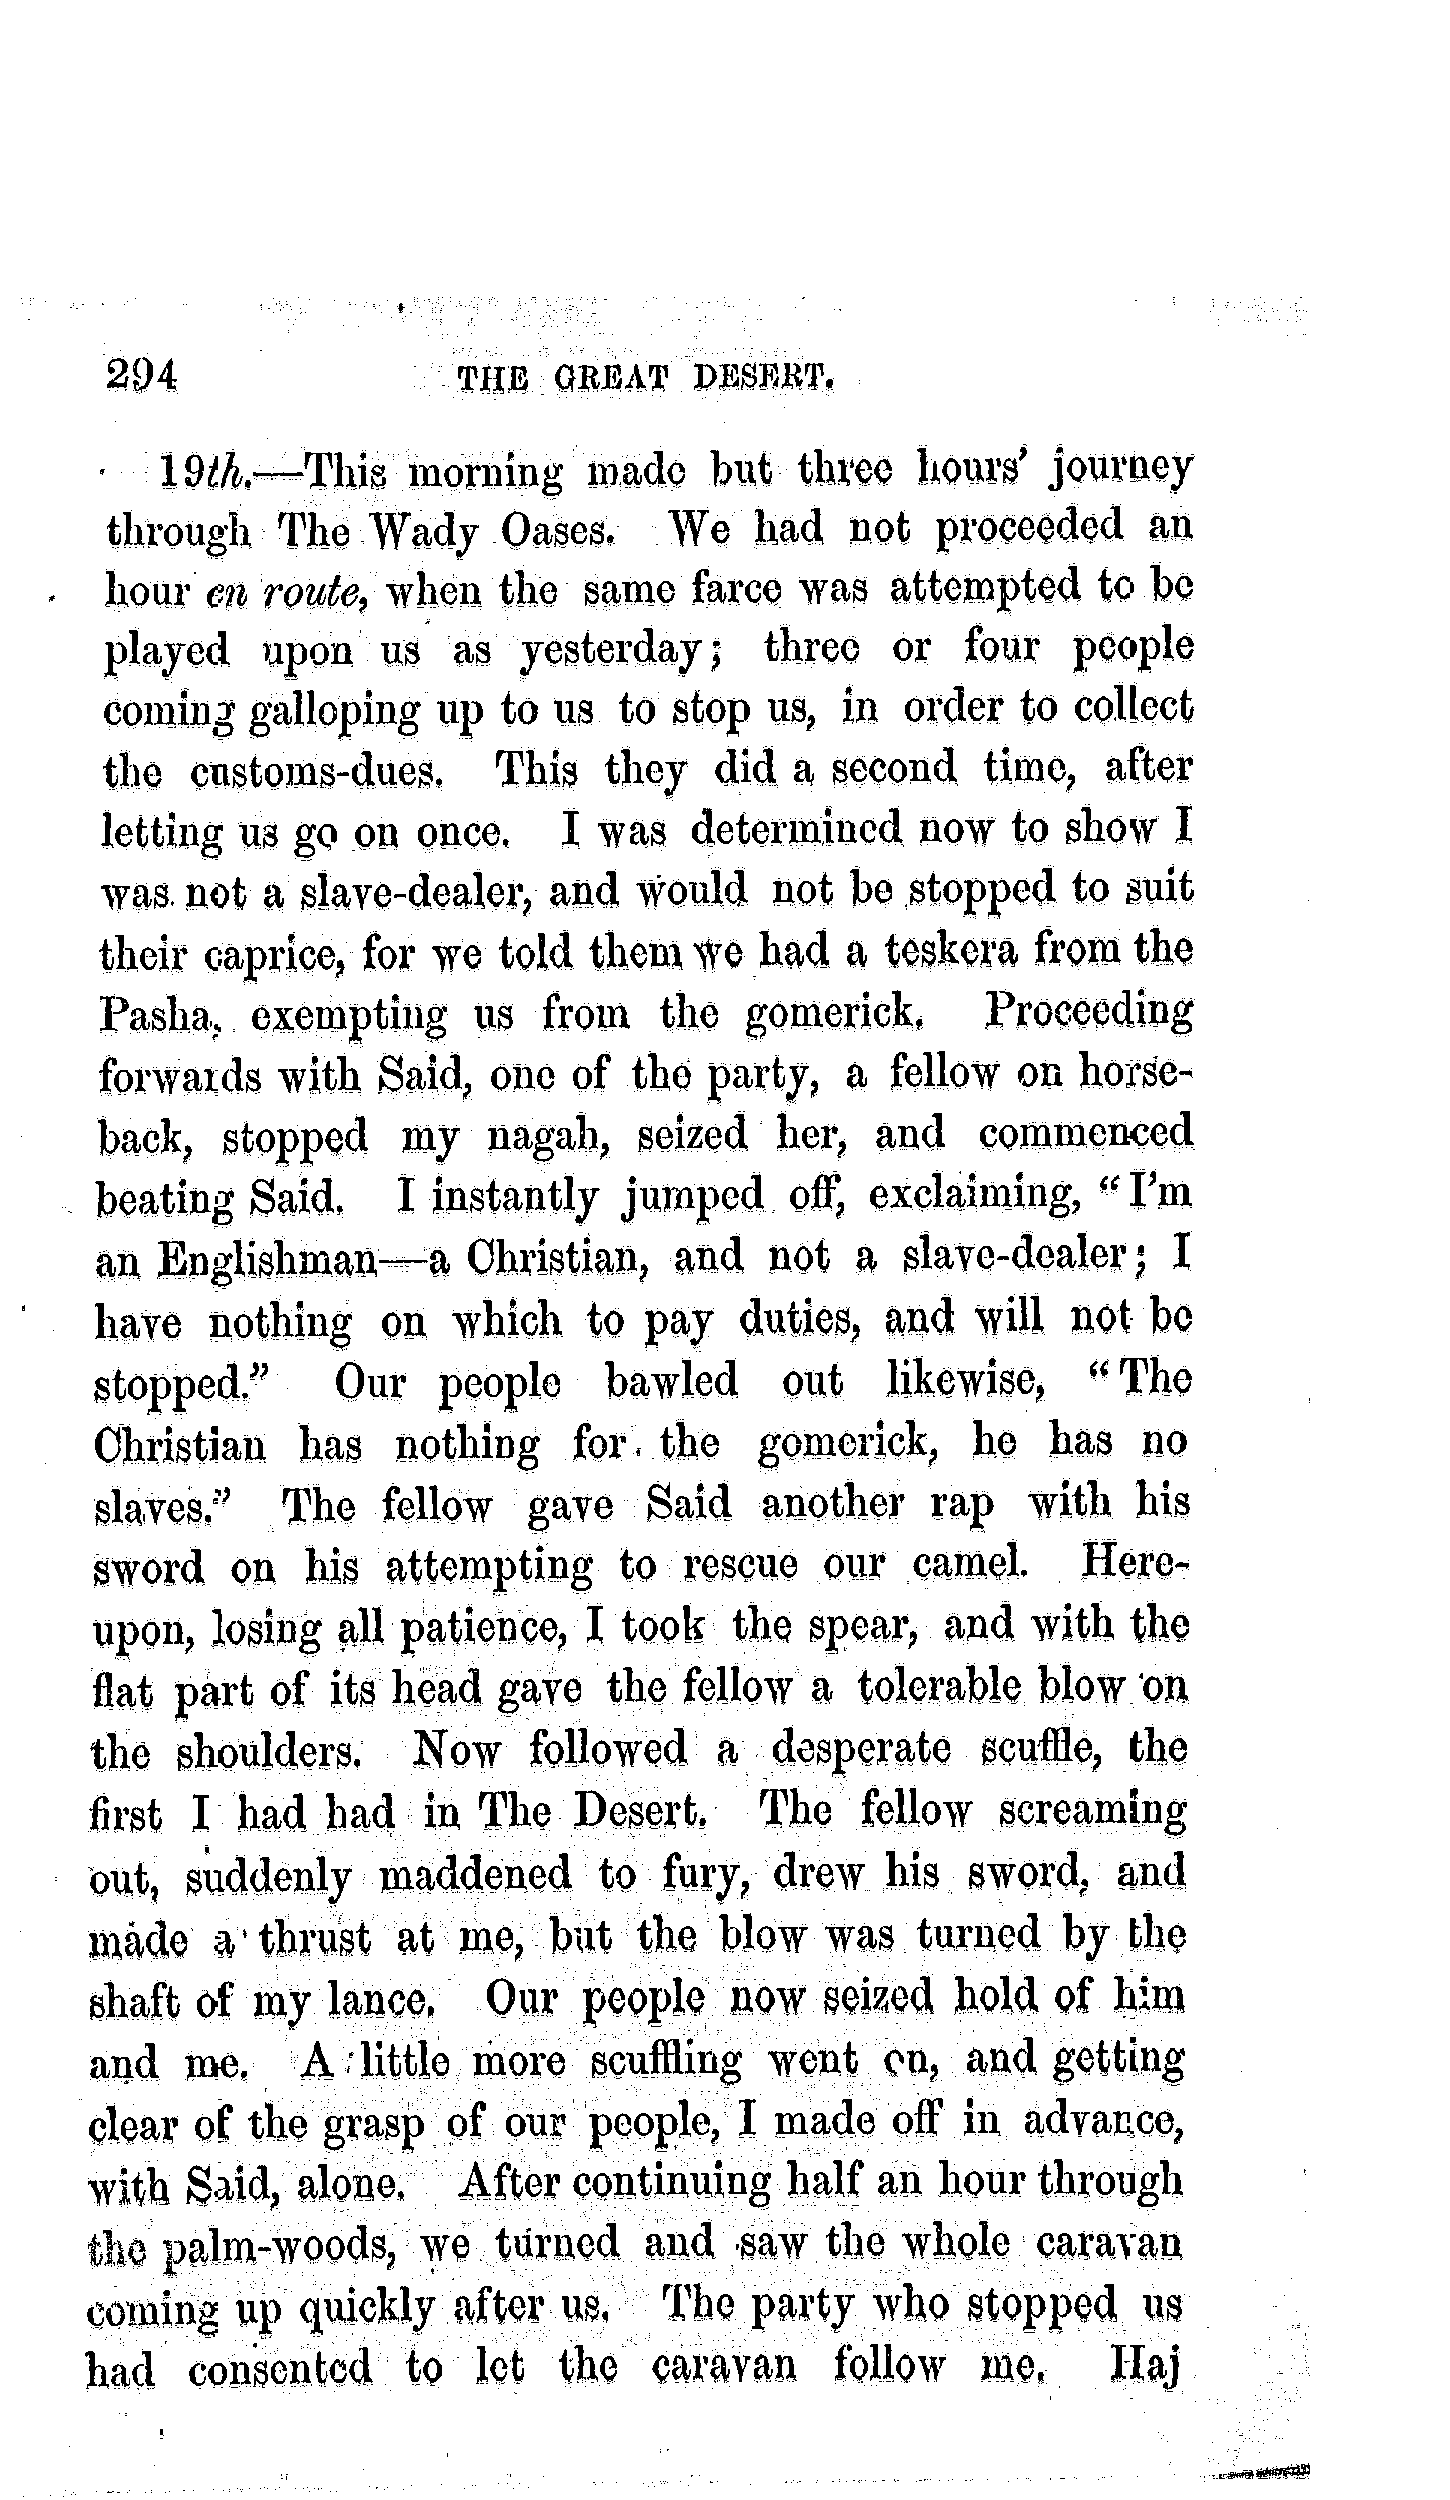 294 THE GREAT DESERT.
19th.—This morning made but three hours' journey
through The Wady Oases. We had not proceeded an
hour en route, when the same farce was attempted to be
played upon us as yesterday; three or four people
coming galloping up to us to stop us, in order to collect
the customs-dues. This they did a second time, after
letting us go on once. I was determined now to show I
was not a slave-dealer, and would not be stopped to suit
their caprice, for we told them we had a teskera from the
Pasha, exempting us from the gomerick. Proceeding
forwards with Said, one of the party, a fellow on horse-
back, stopped my nagah, seized her, and commenced
beating Said. I instantly jumped off, exclaiming, “I'm
an Englishman—a Christian, and not a slave-dealer; I
have nothing on which to pay duties, and will not be
stopped.” Our people bawled out likewise, “The
Christian has nothing for the gomerick, he has no
slaves.” The fellow gave Said another rap with his
sword on his attempting to rescue our camel. Here-
upon, losing all patience, I took the spear, and with the
flat part of its head gave the fellow a tolerable blow on
the shoulders. Now followed a desperate scuffle, the
first I had had in The Desert. The fellow screaming
out, suddenly maddened to fury, drew his sword, and
made a thrust at me, but the blow was turned by the
shaft of my lance. Our people now seized hold of him
and me. A little more scuffling went on, and getting
clear of the grasp of our people, I made off in advance,
with Said, alone. After continuing half an hour through
the palm-woods, we turned and saw the whole caravan
coming up quickly after us. The party who stopped us
had consented to let the caravan follow me. Haj